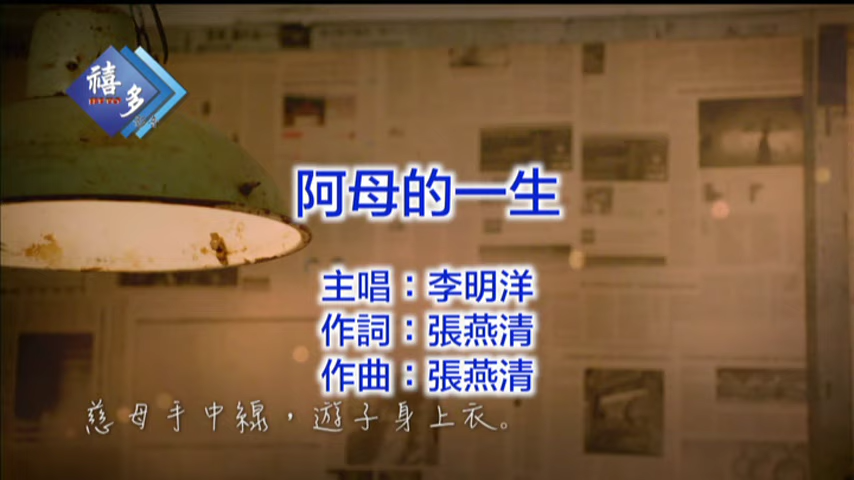 禧多
阿母的一生
主唱：李明洋
作詞：張燕清
作曲：張燕清
慈母手中線，遊子身上衣。